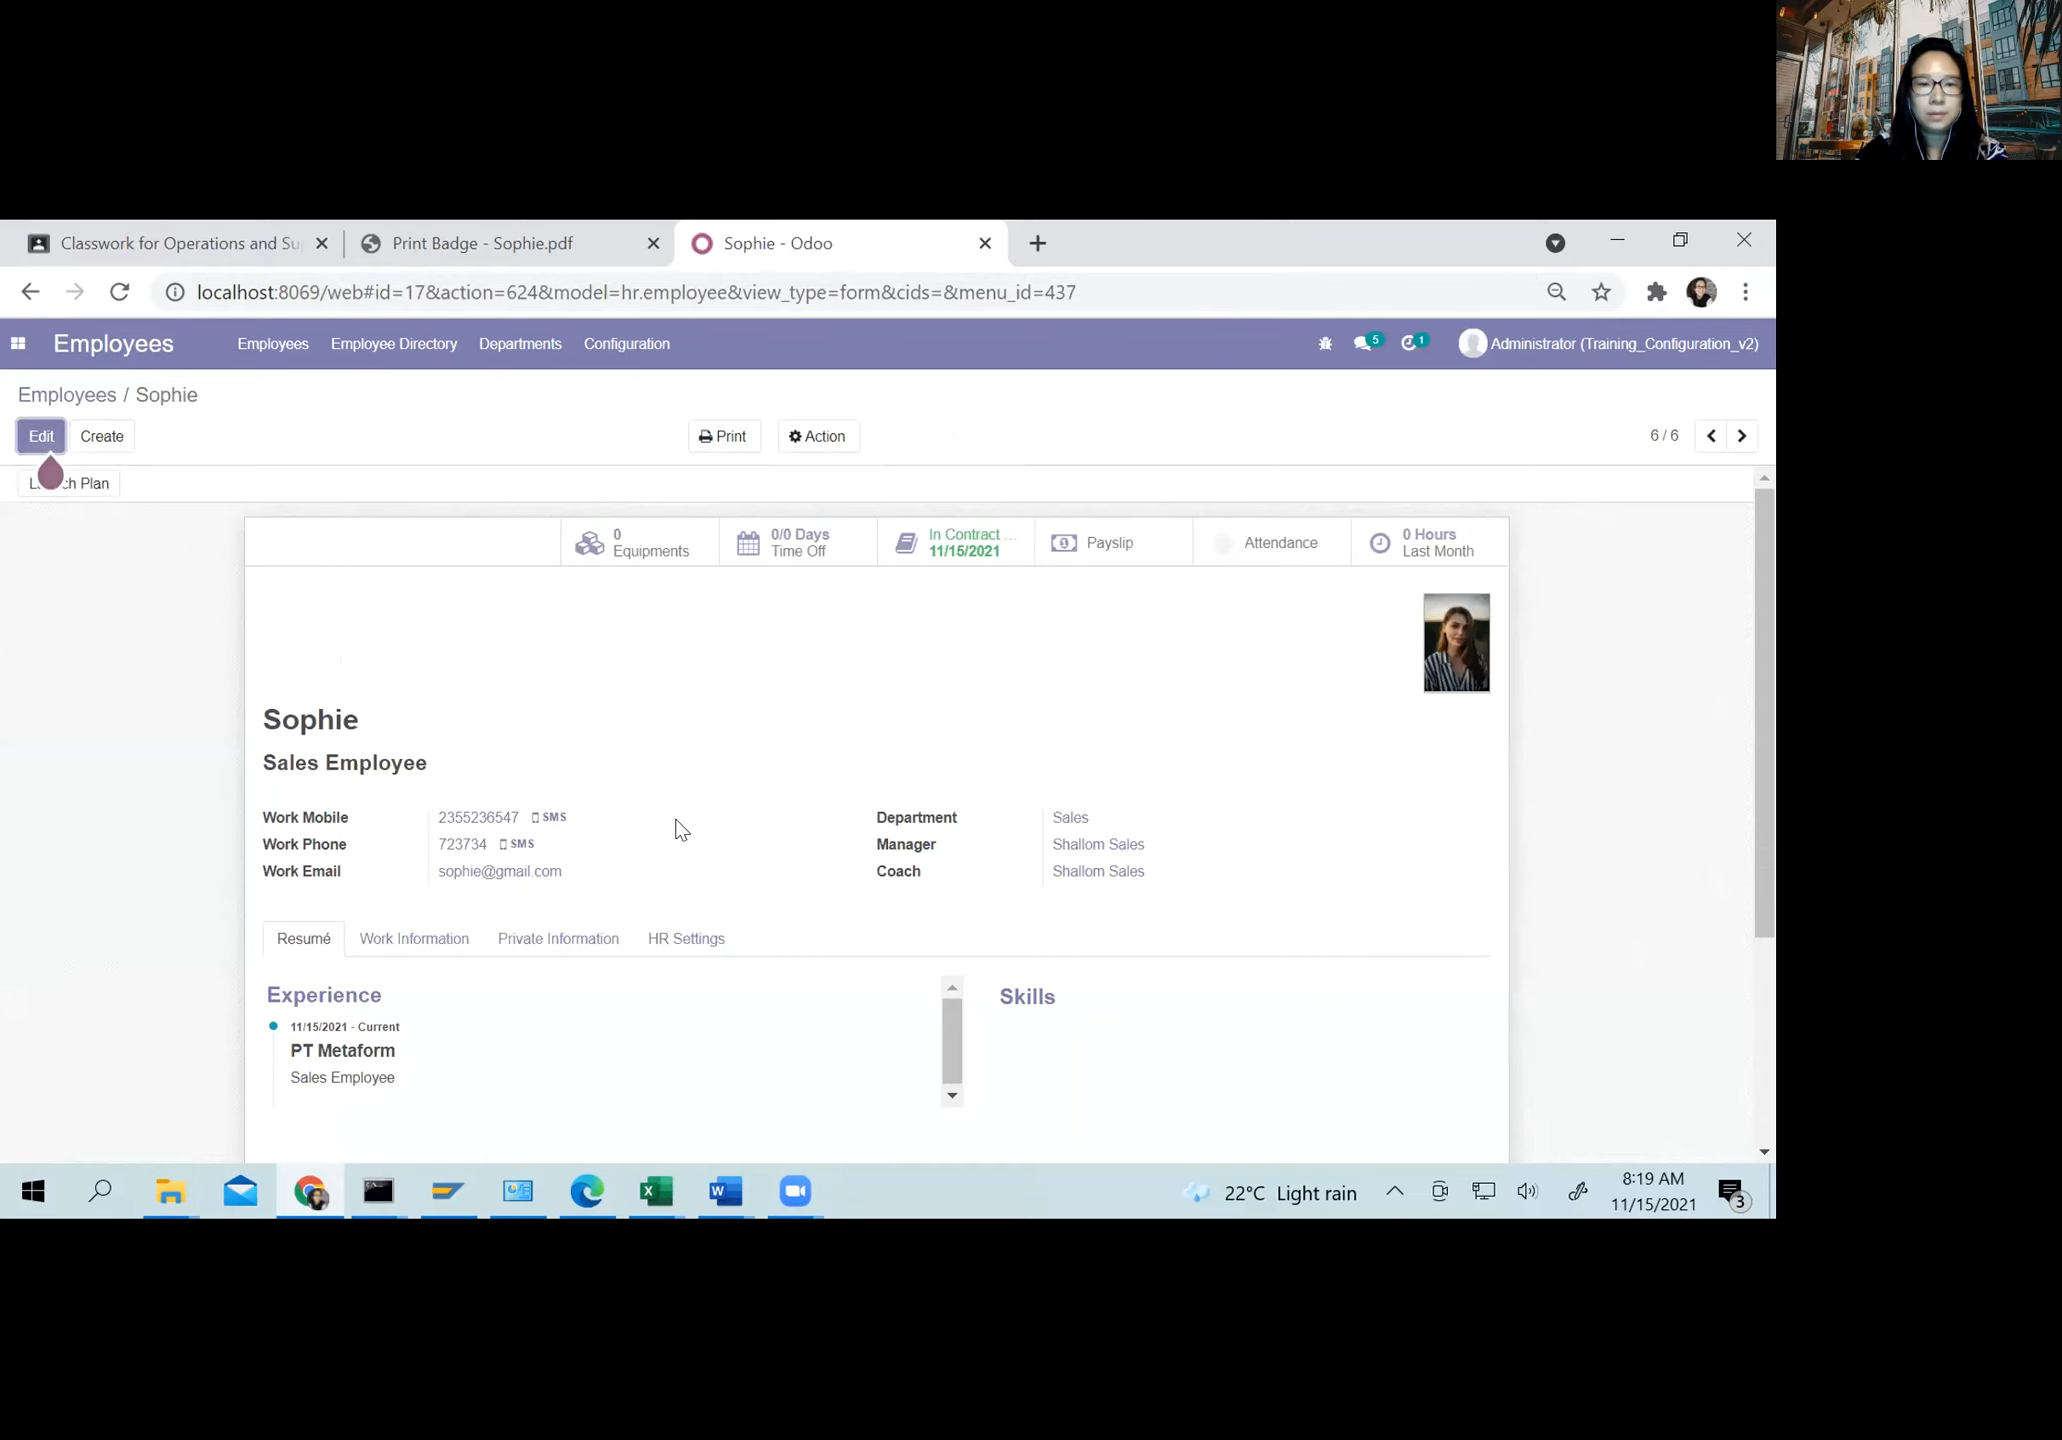 Classwork for Operations and Su
Print Badge - Sophie.pdf
Sophie - Odoo
localhost:8069/web#id=17&action=624&model=hr.employee&view_type=form&cids=&menu_id=437
Employees
Employees Employee Directory Departments Configuration
5
1
Administrator (Training_Configuration_v2)
Employees / Sophie
Edit Create
Print Action
6 / 6
ch Plan
0
Equipments
0/0 Days
Time Off
In Contract ...
11/15/2021
Payslip
Attendance
0 Hours
Last Month
Sophie
Sales Employee
Work Mobile 2355236547 SMS
Work Phone 723734 SMS
Work Email sophie@gmail.com
Department Sales
Manager Shallom Sales
Coach Shallom Sales
Resumé Work Information Private Information HR Settings
Experience
11/15/2021 - Current
PT Metaform
Sales Employee
Skills
22°C Light rain
8:19 AM
11/15/2021
3